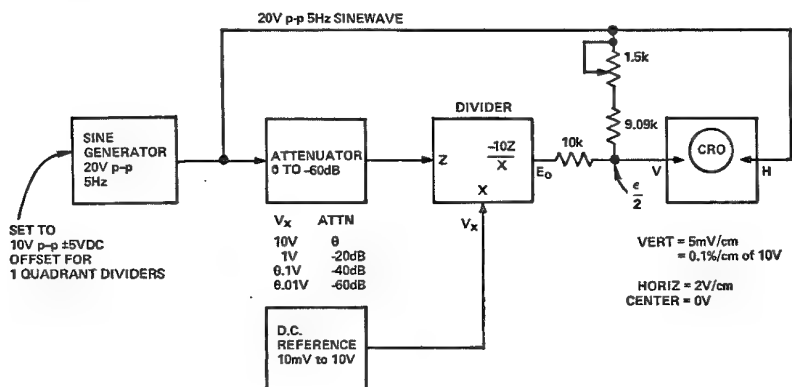 20V p-p 5Hz SINEWAVE
1.5k
9.09k
DIVIDER
SINE
GENERATOR
20V p-p
5Hz
ATTENUATOR
0 TO -60dB
Z
-10Z
X
X
E₀
10k
V
CRO
H
ϵ
2
SET TO
10V p-p ±5VDC
OFFSET FOR
1 QUADRANT DIVIDERS
Vₓ ATTN
10V 0
1V -20dB
0.1V -40dB
0.01V -60dB
Vₓ
VERT = 5mV/cm
= 0.1%/cm of 10V
HORIZ = 2V/cm
CENTER = 0V
D.C.
REFERENCE
10mV to 10V